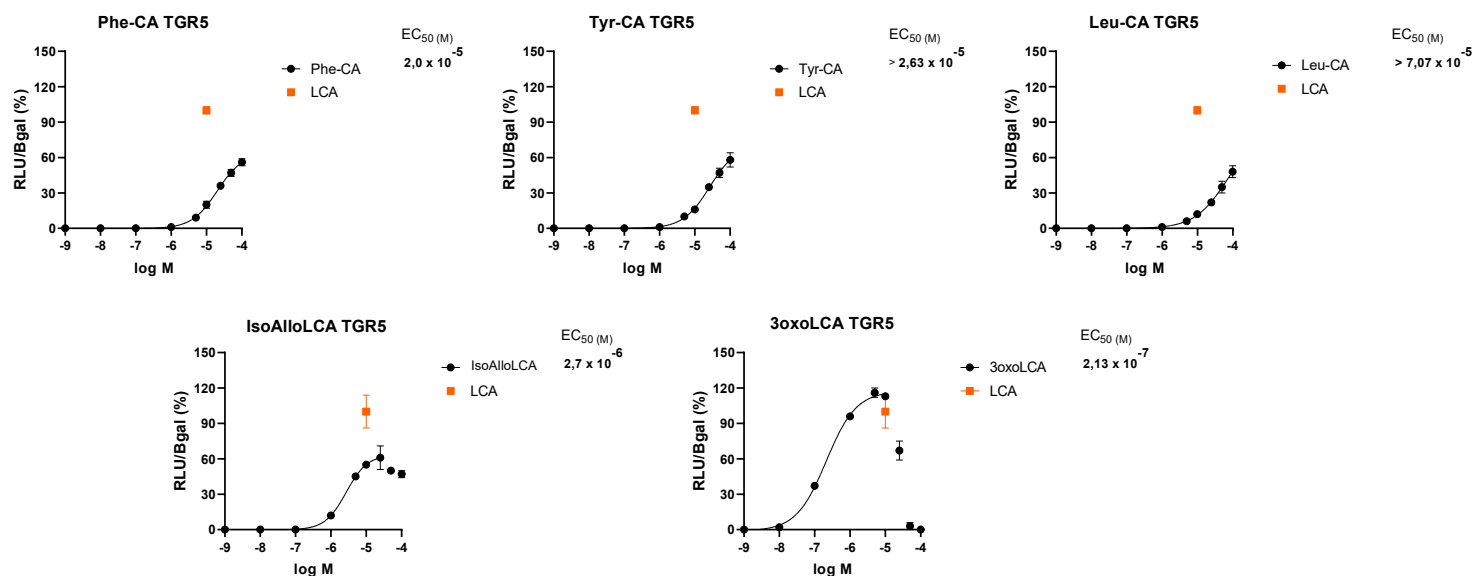 Phe-CA TGR5
EC50 (M)
2,0 x 10-5
Phe-CA
LCA
RLU/Bgal (%)
150
120
90
60
30
0
-9 -8 -7 -6 -5 -4
log M
Tyr-CA TGR5
EC50 (M)
> 2,63 x 10-5
Tyr-CA
LCA
RLU/Bgal (%)
150
120
90
60
30
0
-9 -8 -7 -6 -5 -4
log M
Leu-CA TGR5
EC50 (M)
> 7,07 x 10-5
Leu-CA
LCA
RLU/Bgal (%)
150
120
90
60
30
0
-9 -8 -7 -6 -5 -4
log M
IsoAlloLCA TGR5
EC50 (M)
2,7 x 10-6
IsoAlloLCA
LCA
RLU/Bgal (%)
150
120
90
60
30
0
-9 -8 -7 -6 -5 -4
log M
3oxoLCA TGR5
EC50 (M)
2,13 x 10-7
3oxoLCA
LCA
RLU/Bgal (%)
150
120
90
60
30
0
-9 -8 -7 -6 -5 -4
log M